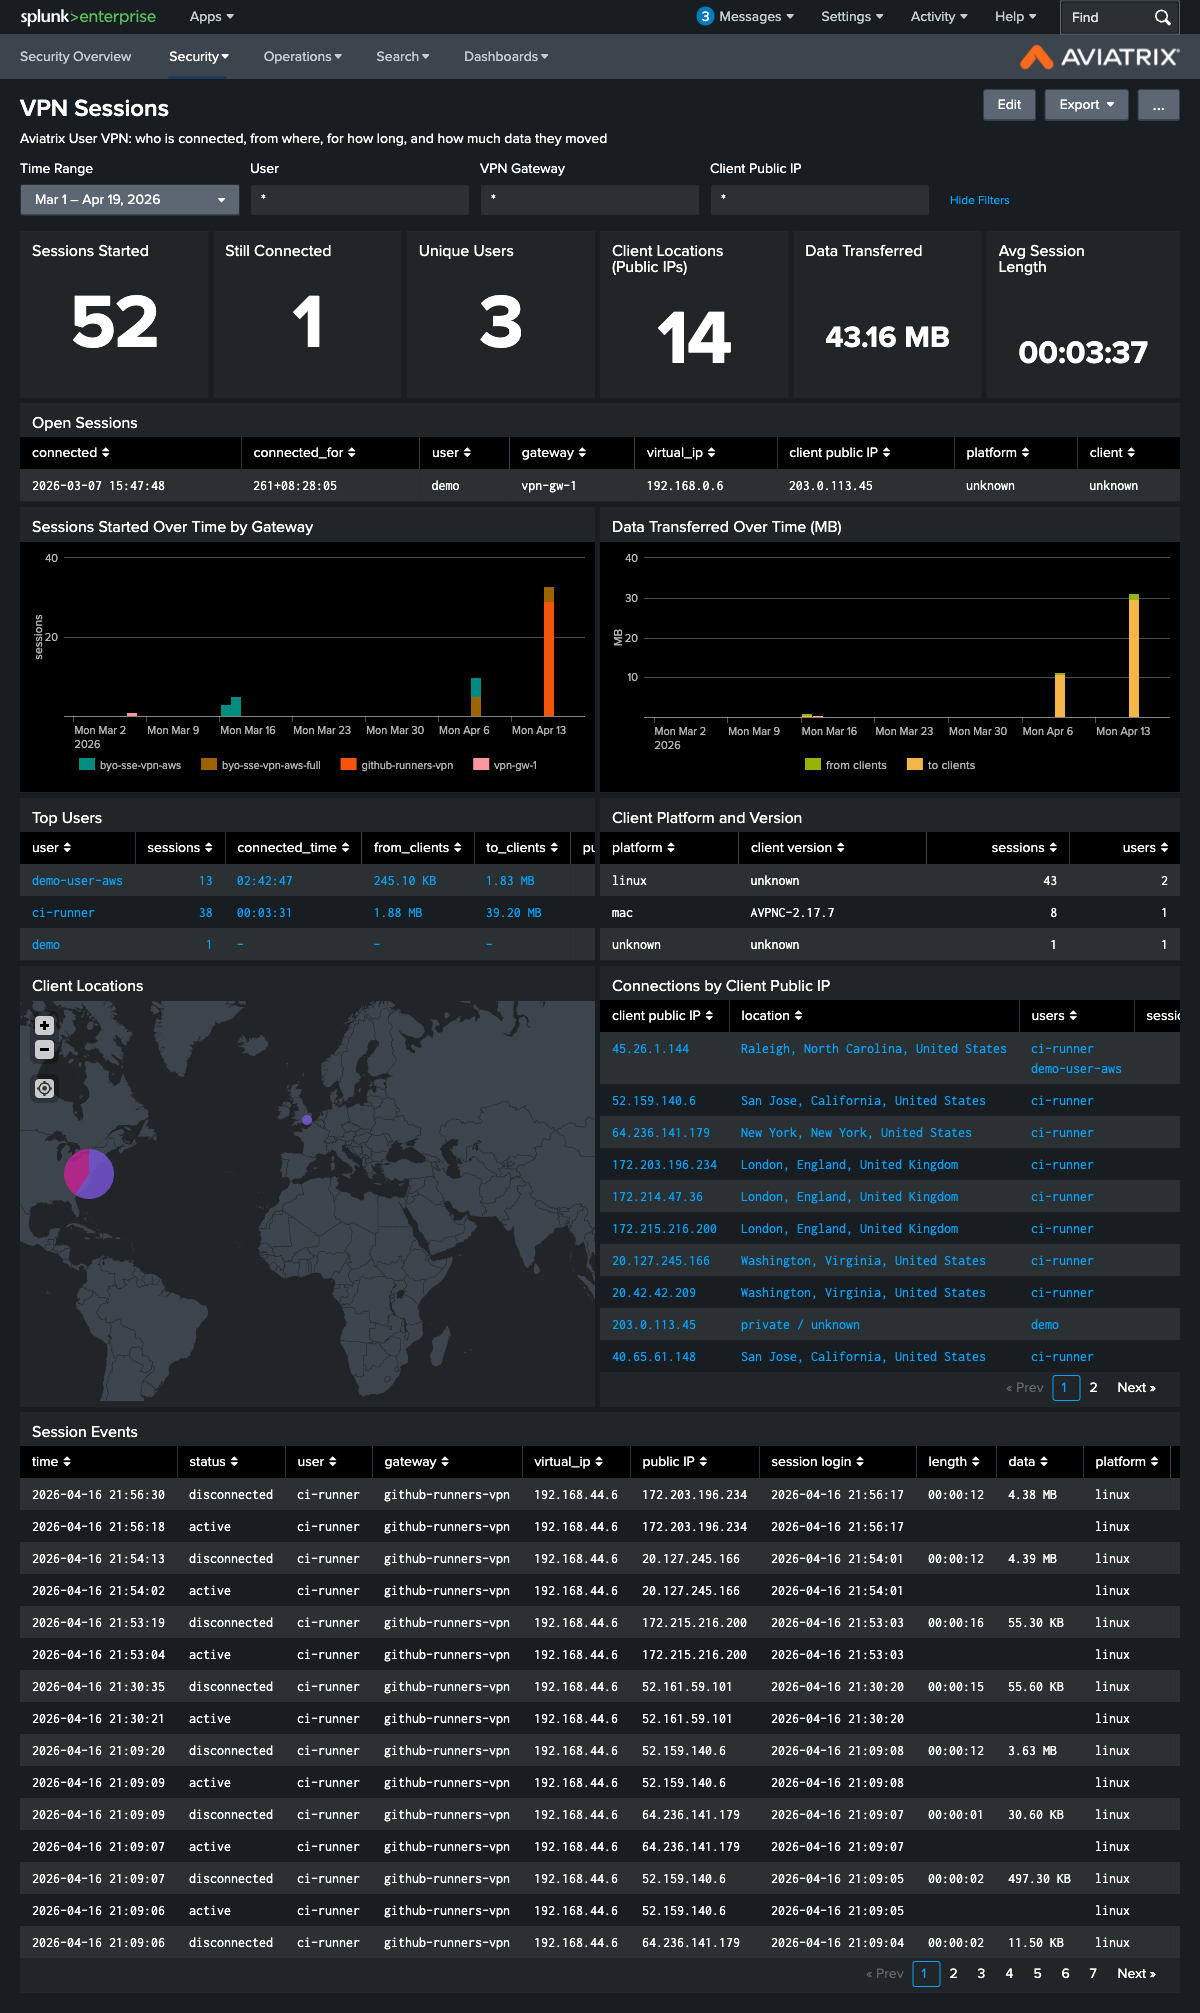 splunk>enterprise Apps 3 Messages Settings Activity Help Find
Security Overview Security Operations Search Dashboards AVIATRIX
VPN Sessions Edit Export ...
Aviatrix User VPN: who is connected, from where, for how long, and how much data they moved
Time Range User VPN Gateway Client Public IP
Mar 1 – Apr 19, 2026 * * * Hide Filters
Sessions Started Still Connected Unique Users Client Locations (Public IPs) Data Transferred Avg Session Length
52 1 3 14 43.16 MB 00:03:37
Open Sessions
connected connected_for user gateway virtual_ip client public IP platform client
2026-03-07 15:47:48 261+08:28:05 demo vpn-gw-1 192.168.0.6 203.0.113.45 unknown unknown
Sessions Started Over Time by Gateway
40
20
sessions
Mon Mar 2 Mon Mar 9 Mon Mar 16 Mon Mar 23 Mon Mar 30 Mon Apr 6 Mon Apr 13
2026
byo-sse-vpn-aws byo-sse-vpn-aws-full github-runners-vpn vpn-gw-1
Data Transferred Over Time (MB)
40
30
20
10
MB
Mon Mar 2 Mon Mar 9 Mon Mar 16 Mon Mar 23 Mon Mar 30 Mon Apr 6 Mon Apr 13
2026
from clients to clients
Top Users
user sessions connected_time from_clients to_clients pu
demo-user-aws 13 02:42:47 245.10 KB 1.83 MB
ci-runner 38 00:03:31 1.88 MB 39.20 MB
demo 1 - - -
Client Platform and Version
platform client version sessions users
linux unknown 43 2
mac AVPNC-2.17.7 8 1
unknown unknown 1 1
Client Locations
+
−
Connections by Client Public IP
client public IP location users sessio
45.26.1.144 Raleigh, North Carolina, United States ci-runner
demo-user-aws
52.159.140.6 San Jose, California, United States ci-runner
64.236.141.179 New York, New York, United States ci-runner
172.203.196.234 London, England, United Kingdom ci-runner
172.214.47.36 London, England, United Kingdom ci-runner
172.215.216.200 London, England, United Kingdom ci-runner
20.127.245.166 Washington, Virginia, United States ci-runner
20.42.42.209 Washington, Virginia, United States ci-runner
203.0.113.45 private / unknown demo
40.65.61.148 San Jose, California, United States ci-runner
« Prev 1 2 Next »
Session Events
time status user gateway virtual_ip public IP session login length data platform
2026-04-16 21:56:30 disconnected ci-runner github-runners-vpn 192.168.44.6 172.203.196.234 2026-04-16 21:56:17 00:00:12 4.38 MB linux
2026-04-16 21:56:18 active ci-runner github-runners-vpn 192.168.44.6 172.203.196.234 2026-04-16 21:56:17 linux
2026-04-16 21:54:13 disconnected ci-runner github-runners-vpn 192.168.44.6 20.127.245.166 2026-04-16 21:54:01 00:00:12 4.39 MB linux
2026-04-16 21:54:02 active ci-runner github-runners-vpn 192.168.44.6 20.127.245.166 2026-04-16 21:54:01 linux
2026-04-16 21:53:19 disconnected ci-runner github-runners-vpn 192.168.44.6 172.215.216.200 2026-04-16 21:53:03 00:00:16 55.30 KB linux
2026-04-16 21:53:04 active ci-runner github-runners-vpn 192.168.44.6 172.215.216.200 2026-04-16 21:53:03 linux
2026-04-16 21:30:35 disconnected ci-runner github-runners-vpn 192.168.44.6 52.161.59.101 2026-04-16 21:30:20 00:00:15 55.60 KB linux
2026-04-16 21:30:21 active ci-runner github-runners-vpn 192.168.44.6 52.161.59.101 2026-04-16 21:30:20 linux
2026-04-16 21:09:20 disconnected ci-runner github-runners-vpn 192.168.44.6 52.159.140.6 2026-04-16 21:09:08 00:00:12 3.63 MB linux
2026-04-16 21:09:09 active ci-runner github-runners-vpn 192.168.44.6 52.159.140.6 2026-04-16 21:09:08 linux
2026-04-16 21:09:09 disconnected ci-runner github-runners-vpn 192.168.44.6 64.236.141.179 2026-04-16 21:09:07 00:00:01 30.60 KB linux
2026-04-16 21:09:07 active ci-runner github-runners-vpn 192.168.44.6 64.236.141.179 2026-04-16 21:09:07 linux
2026-04-16 21:09:07 disconnected ci-runner github-runners-vpn 192.168.44.6 52.159.140.6 2026-04-16 21:09:05 00:00:02 497.30 KB linux
2026-04-16 21:09:06 active ci-runner github-runners-vpn 192.168.44.6 52.159.140.6 2026-04-16 21:09:05 linux
2026-04-16 21:09:06 disconnected ci-runner github-runners-vpn 192.168.44.6 64.236.141.179 2026-04-16 21:09:04 00:00:02 11.50 KB linux
« Prev 1 2 3 4 5 6 7 Next »